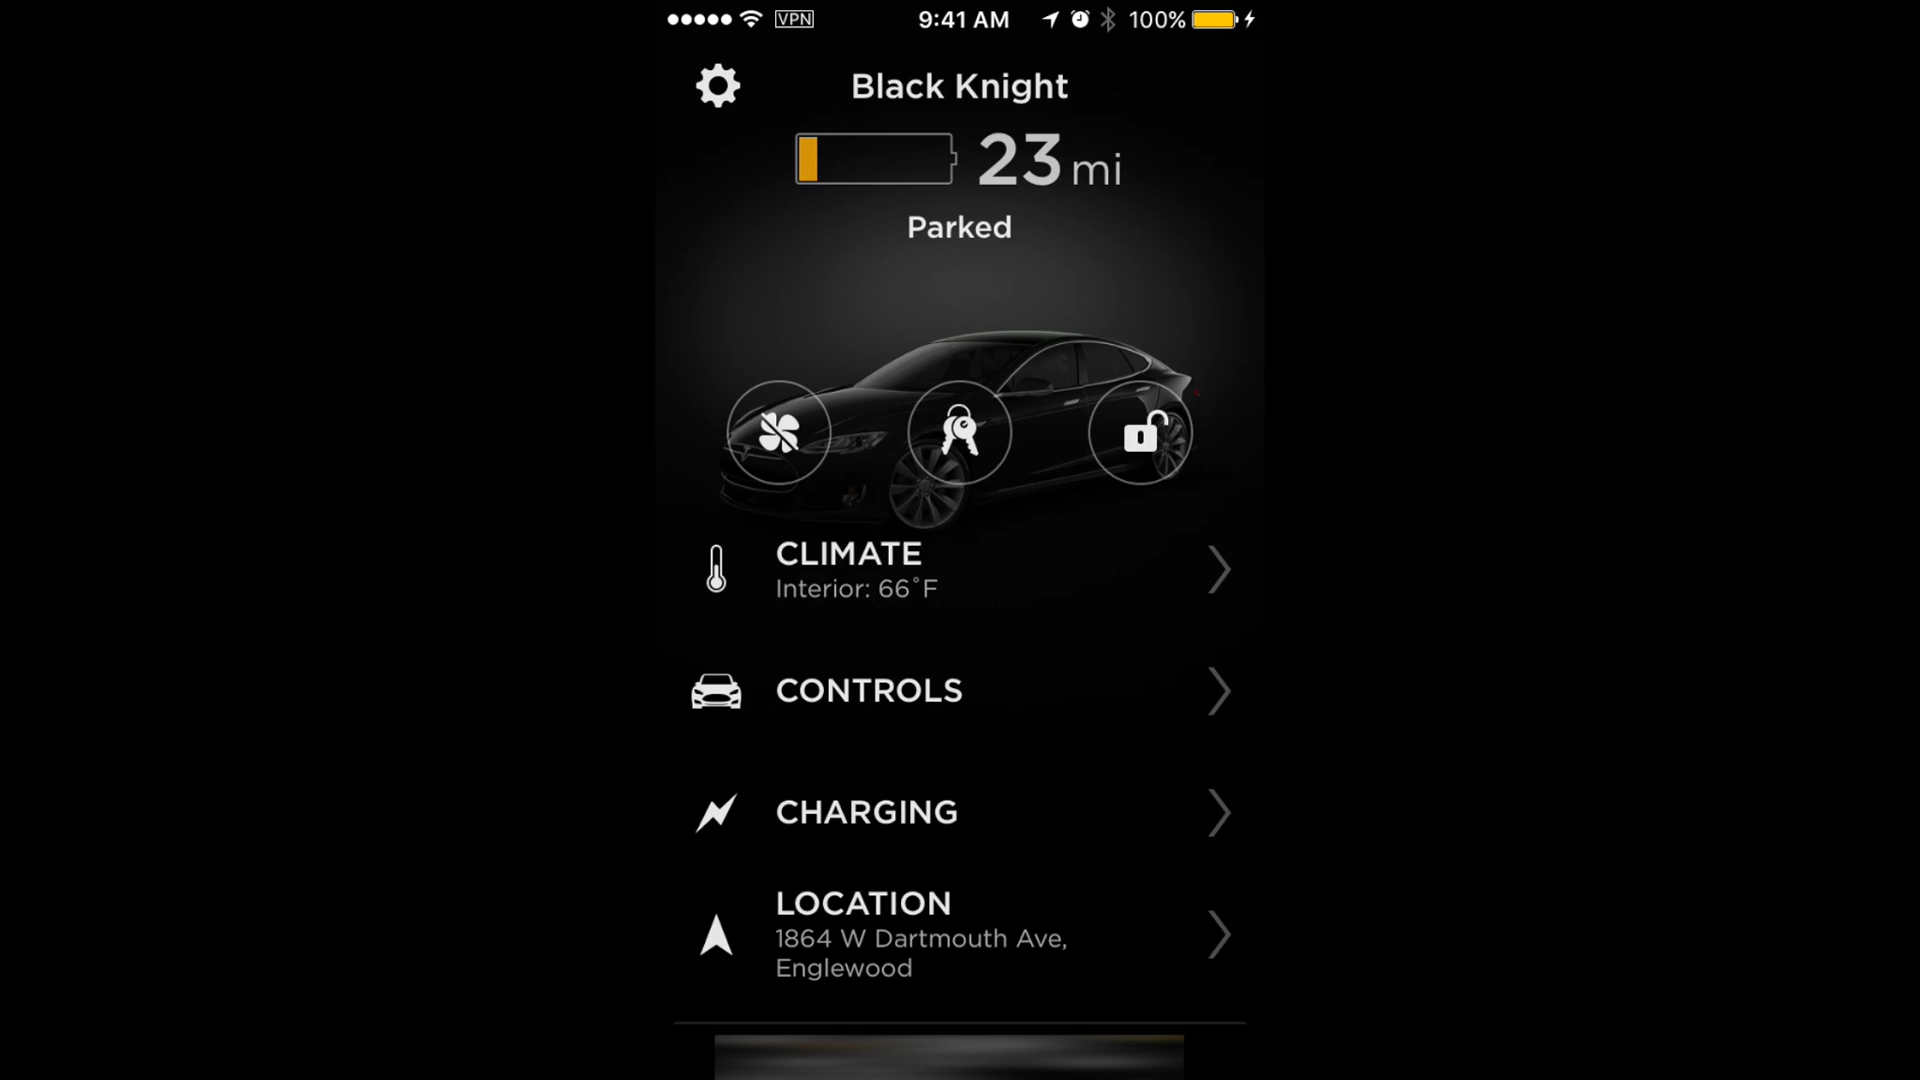 VPN 9:41 AM 100%
Black Knight
23 mi
Parked
CLIMATE
Interior: 66°F
CONTROLS
CHARGING
LOCATION
1864 W Dartmouth Ave,
Englewood